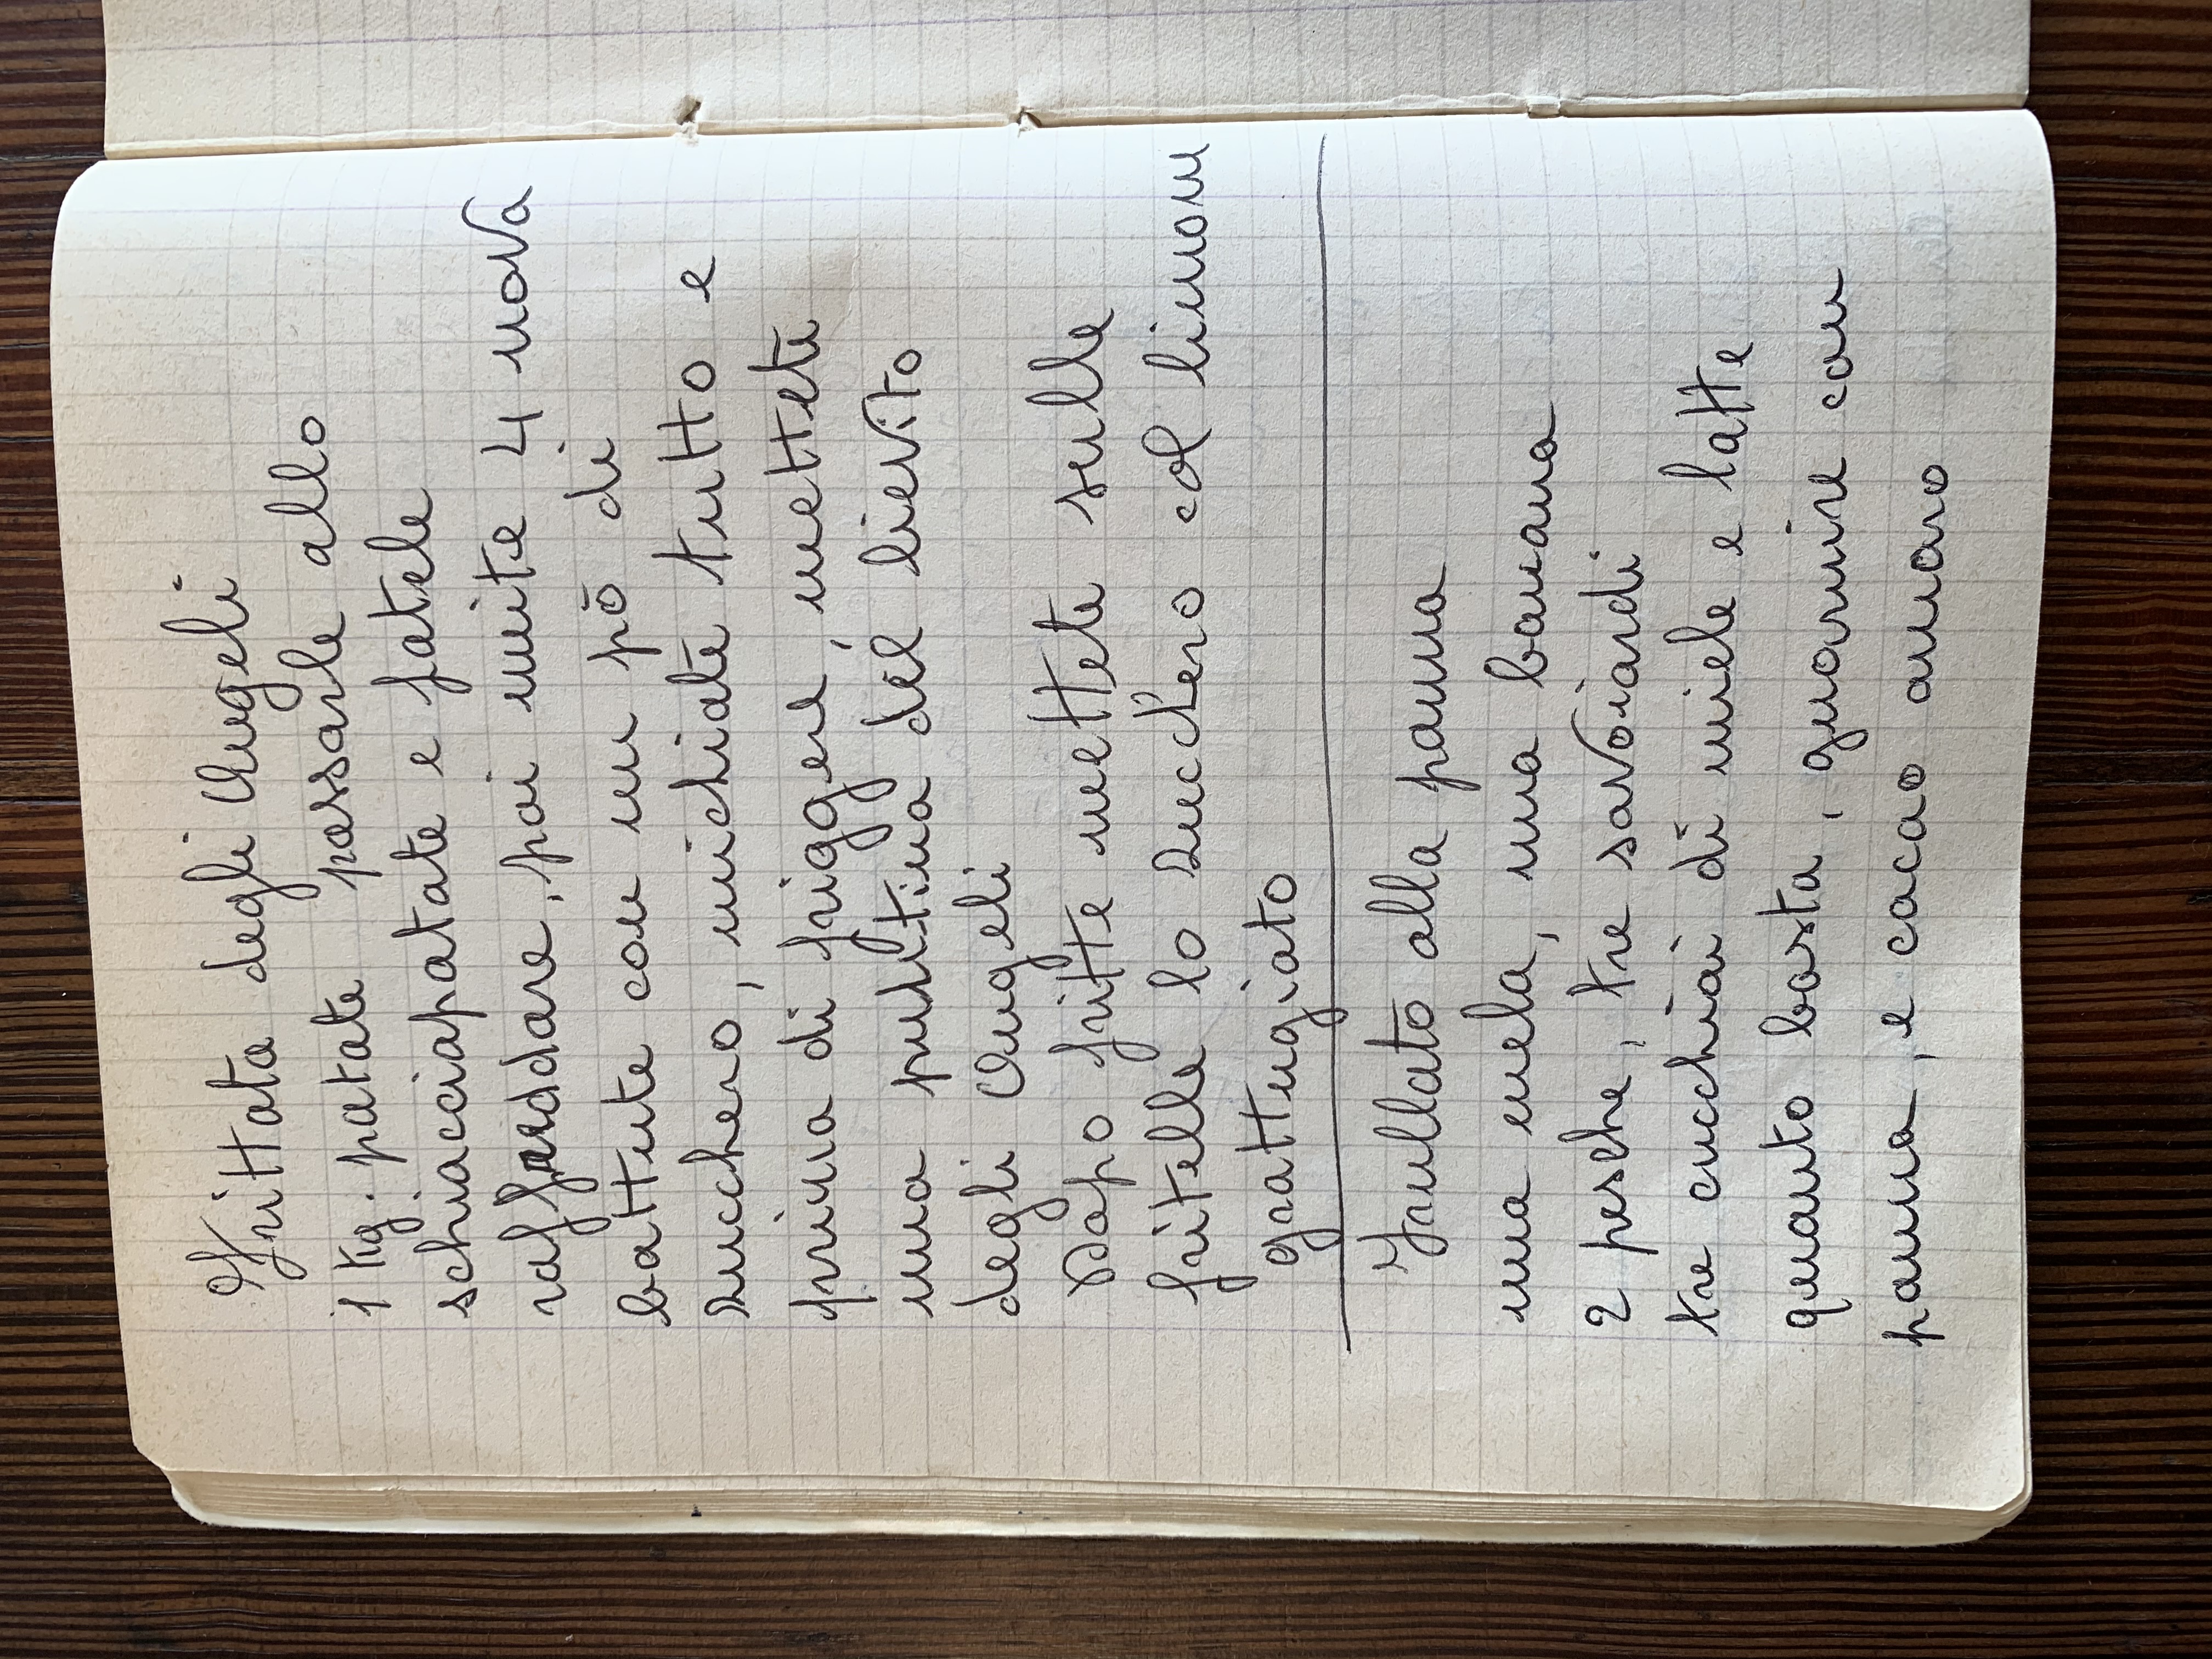 Frittata degli Angeli
1 Kg. patate passarle allo
schiacciapatate e fatele
raffreddare, poi unite 4 uova
battute con un pò di
zucchero, michiate tutto e
prima di friggere, mettete
una puntina del lievito
degli Angeli
Dopo fritte mettete sulle
fritelle lo zucchero col limone
grattugiato
Frullato alla panna
una mela, una banana
2 pesche, tre savoiardi
tre cucchiai di miele e latte
quanto basta, guarnire con
panna, e cacao amaro